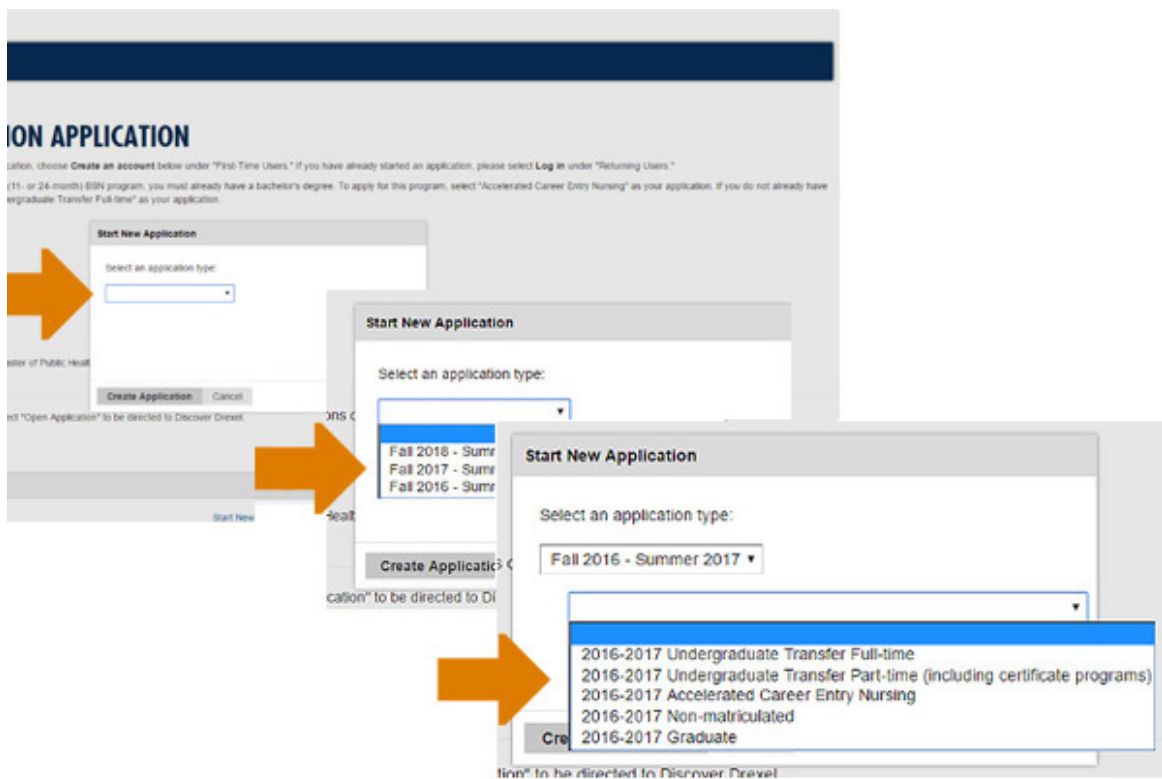 ION APPLICATION
ication, choose Create an account below under "First-Time Users." If you have already started an application, please select Log in under "Returning Users."
(11- or 24-month) BSN program, you must already have a bachelor's degree. To apply for this program, select "Accelerated Career Entry Nursing" as your application. If you do not already have
ergraduate Transfer Full-time" as your application.
Start New Application
Select an application type:
ster of Public Healt
Create Application Cancel
ect "Open Application" to be directed to Discover Drexel.
Start New
Start New Application
Select an application type:
ons
Fall 2018 - Summ
Fall 2017 - Summ
Fall 2016 - Summ
Healt
Create Applicatio
cation" to be directed to Di
Start New Application
Select an application type:
Fall 2016 - Summer 2017
2016-2017 Undergraduate Transfer Full-time
2016-2017 Undergraduate Transfer Part-time (including certificate programs)
2016-2017 Accelerated Career Entry Nursing
2016-2017 Non-matriculated
2016-2017 Graduate
Cre
tion" to be directed to Discover Drexel